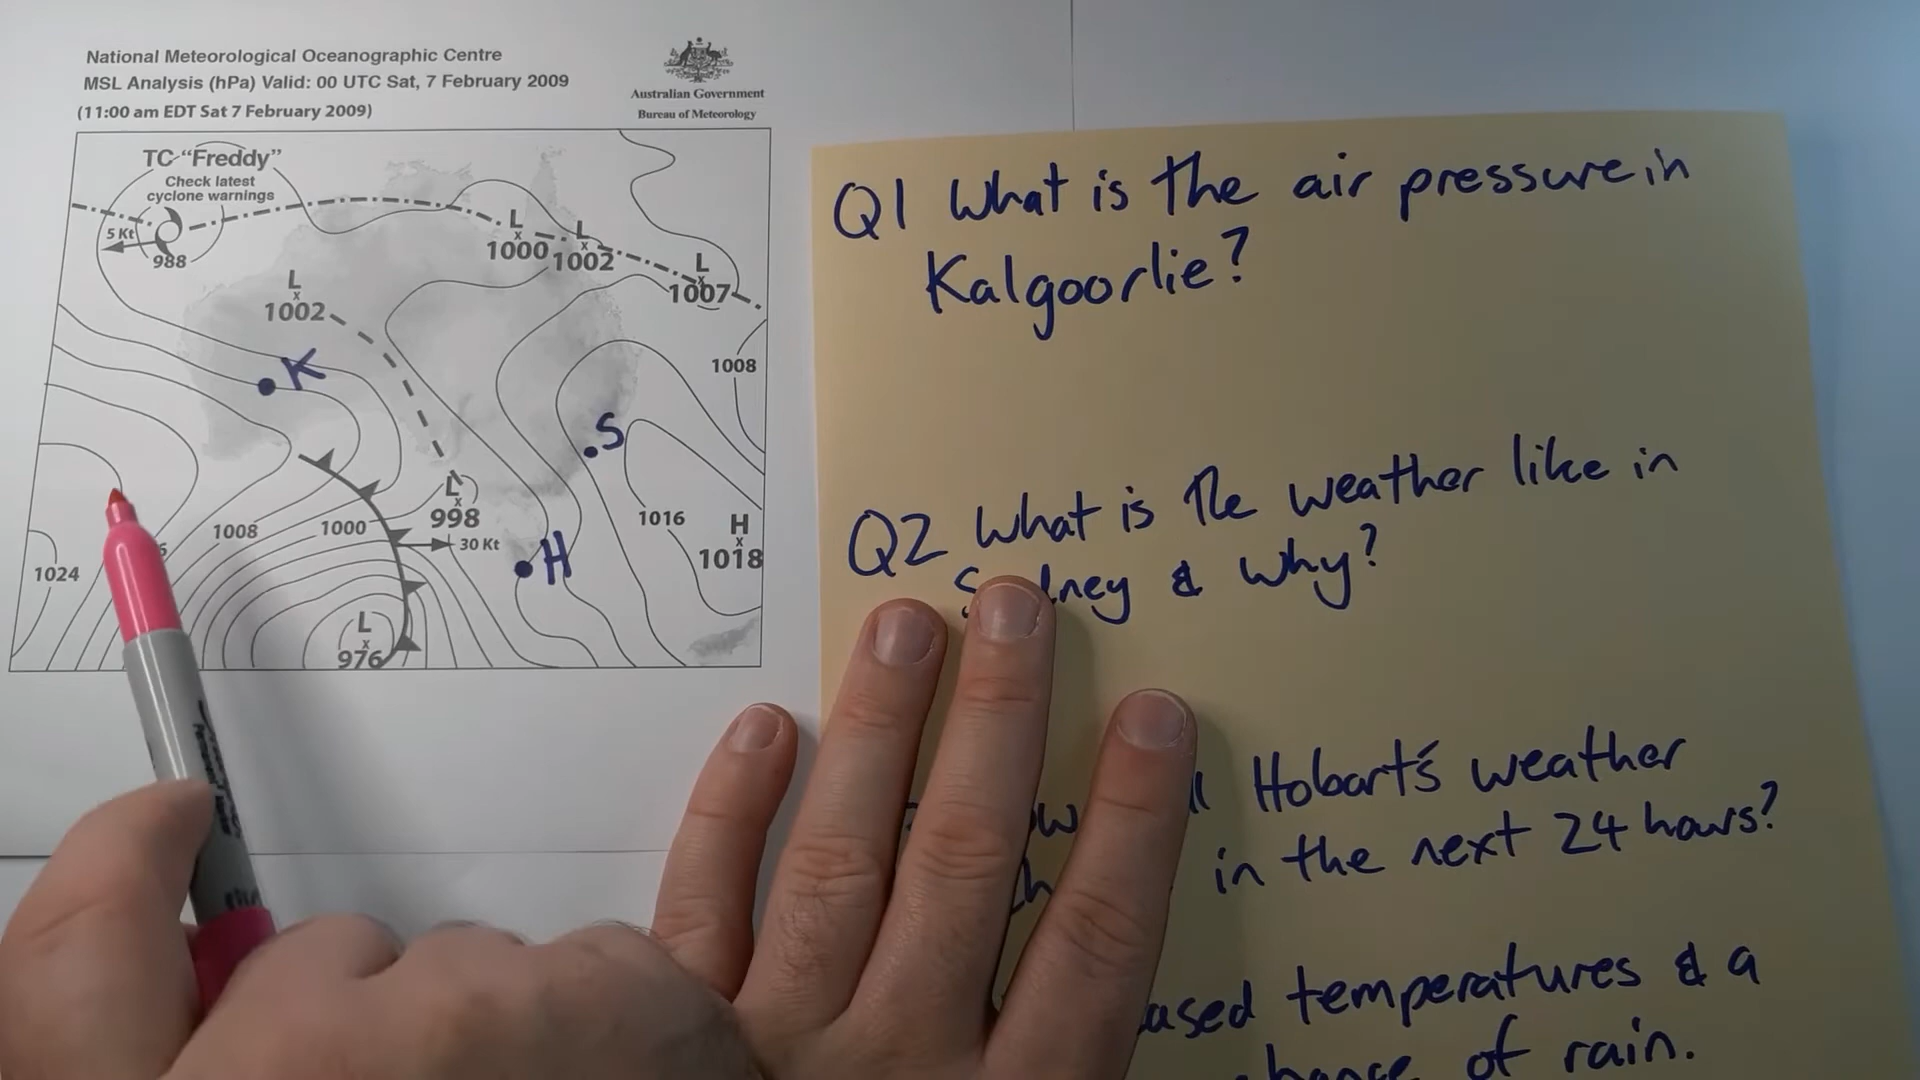 National Meteorological Oceanographic Centre
MSL Analysis (hPa) Valid: 00 UTC Sat, 7 February 2009
(11:00 am EDT Sat 7 February 2009)
Australian Government
Bureau of Meteorology
TC "Freddy"
Check latest
cyclone warnings
5 Kt
988
L
1000
L
1002
L
1007
L
1002
K
1008
S
L
998
1016
H
1018
1008
1000
30 Kt
H
1024
L
976
Q1 What is the air pressure in
Kalgoorlie?
Q2 What is the weather like in
& why?
Hobart's weather
in the next 24 hours?
temperatures & a
of rain.